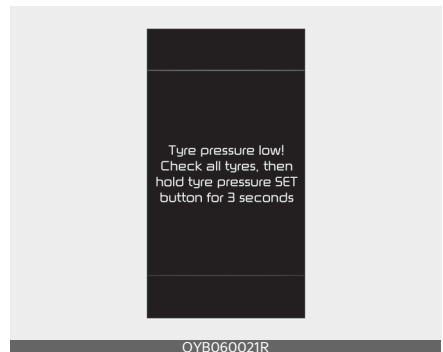 Tyre pressure low!
Check all tyres, then
hold tyre pressure SET
button for 3 seconds
OYB060021R